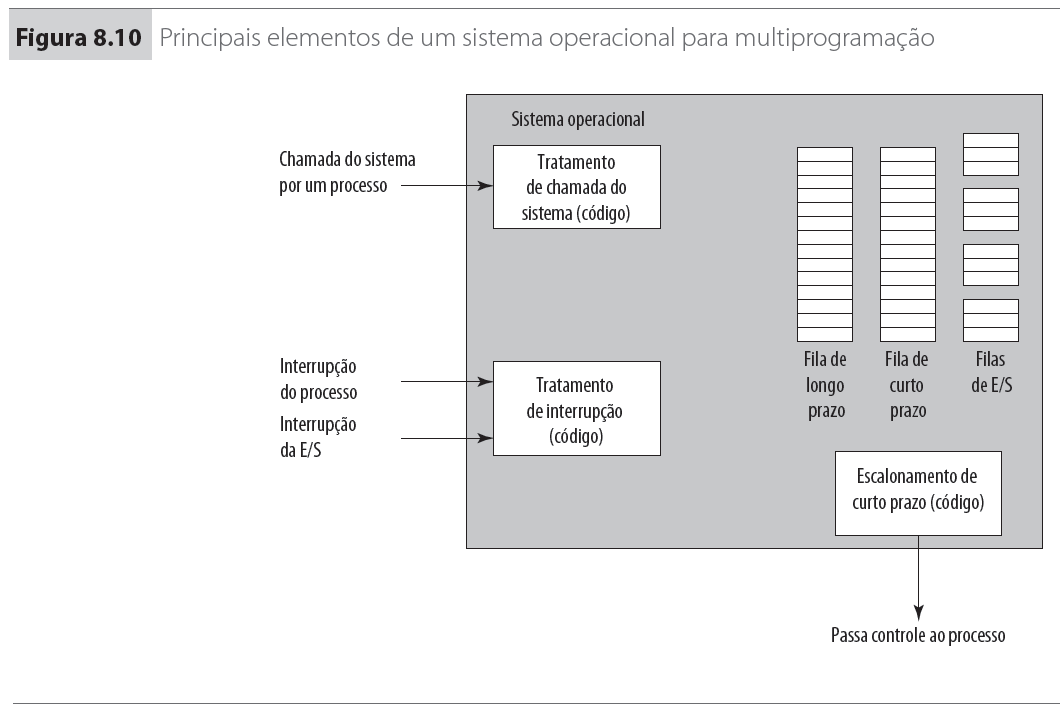 Figura 8.10 Principais elementos de um sistema operacional para multiprogramação
Sistema operacional
Chamada do sistema
por um processo
Tratamento
de chamada do
sistema (código)
Interrupção
do processo
Interrupção
da E/S
Tratamento
de interrupção
(código)
Fila de
longo
prazo
Fila de
curto
prazo
Filas
de E/S
Escalonamento de
curto prazo (código)
Passa controle ao processo